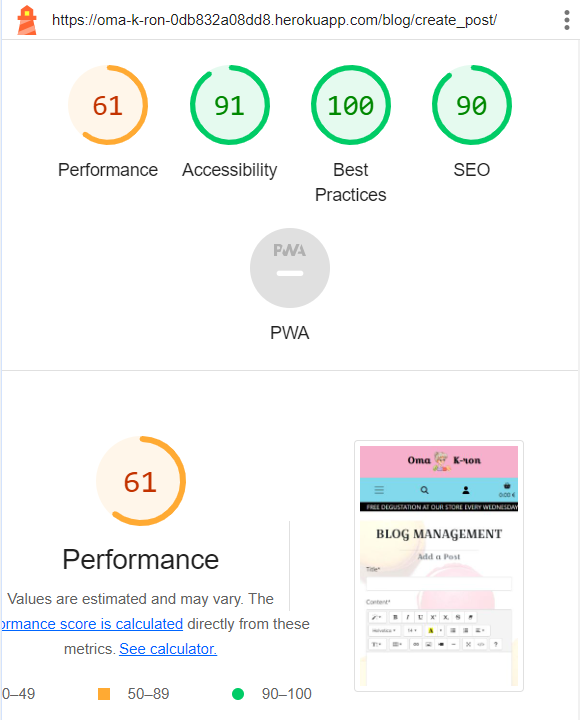 https://oma-k-ron-0db832a08dd8.herokuapp.com/blog/create_post/
61
91
100
90
Performance
Accessibility
Best
Practices
SEO
PWA
PWA
61
Performance
Values are estimated and may vary. The
ormance score is calculated directly from these
metrics. See calculator.
0–49
50–89
90–100
Oma K-ron
0.00 €
FREE DEGUSTATION AT OUR STORE EVERY WEDNESDAY
BLOG MANAGEMENT
Add a Post
Title*
Content*
B I U
Helvetica
14
A
</>
?